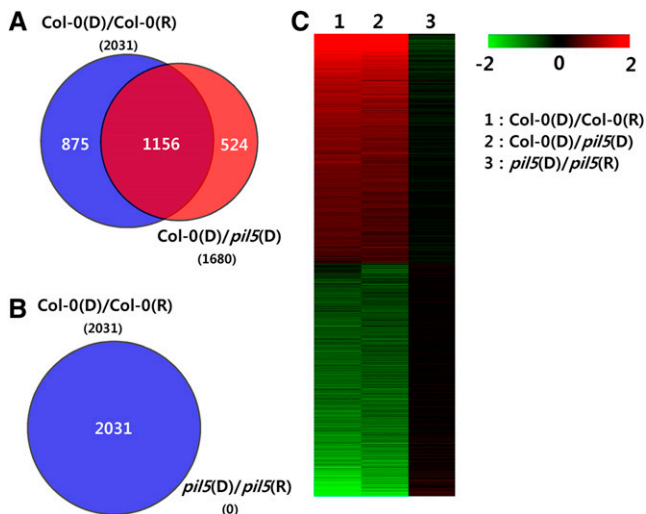 A
Col-0(D)/Col-0(R)
(2031)
875
1156
524
Col-0(D)/pil5(D)
(1680)
B
Col-0(D)/Col-0(R)
(2031)
2031
pil5(D)/pil5(R)
(0)
C
1 2 3
-2 0 2
1 : Col-0(D)/Col-0(R)
2 : Col-0(D)/pil5(D)
3 : pil5(D)/pil5(R)